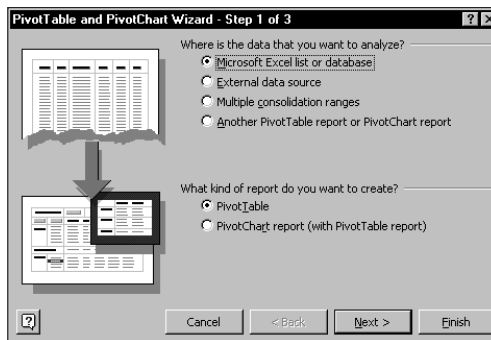 PivotTable and PivotChart Wizard - Step 1 of 3
Where is the data that you want to analyze?
Microsoft Excel list or database
External data source
Multiple consolidation ranges
Another PivotTable report or PivotChart report
What kind of report do you want to create?
PivotTable
PivotChart report (with PivotTable report)
Cancel < Back Next > Finish